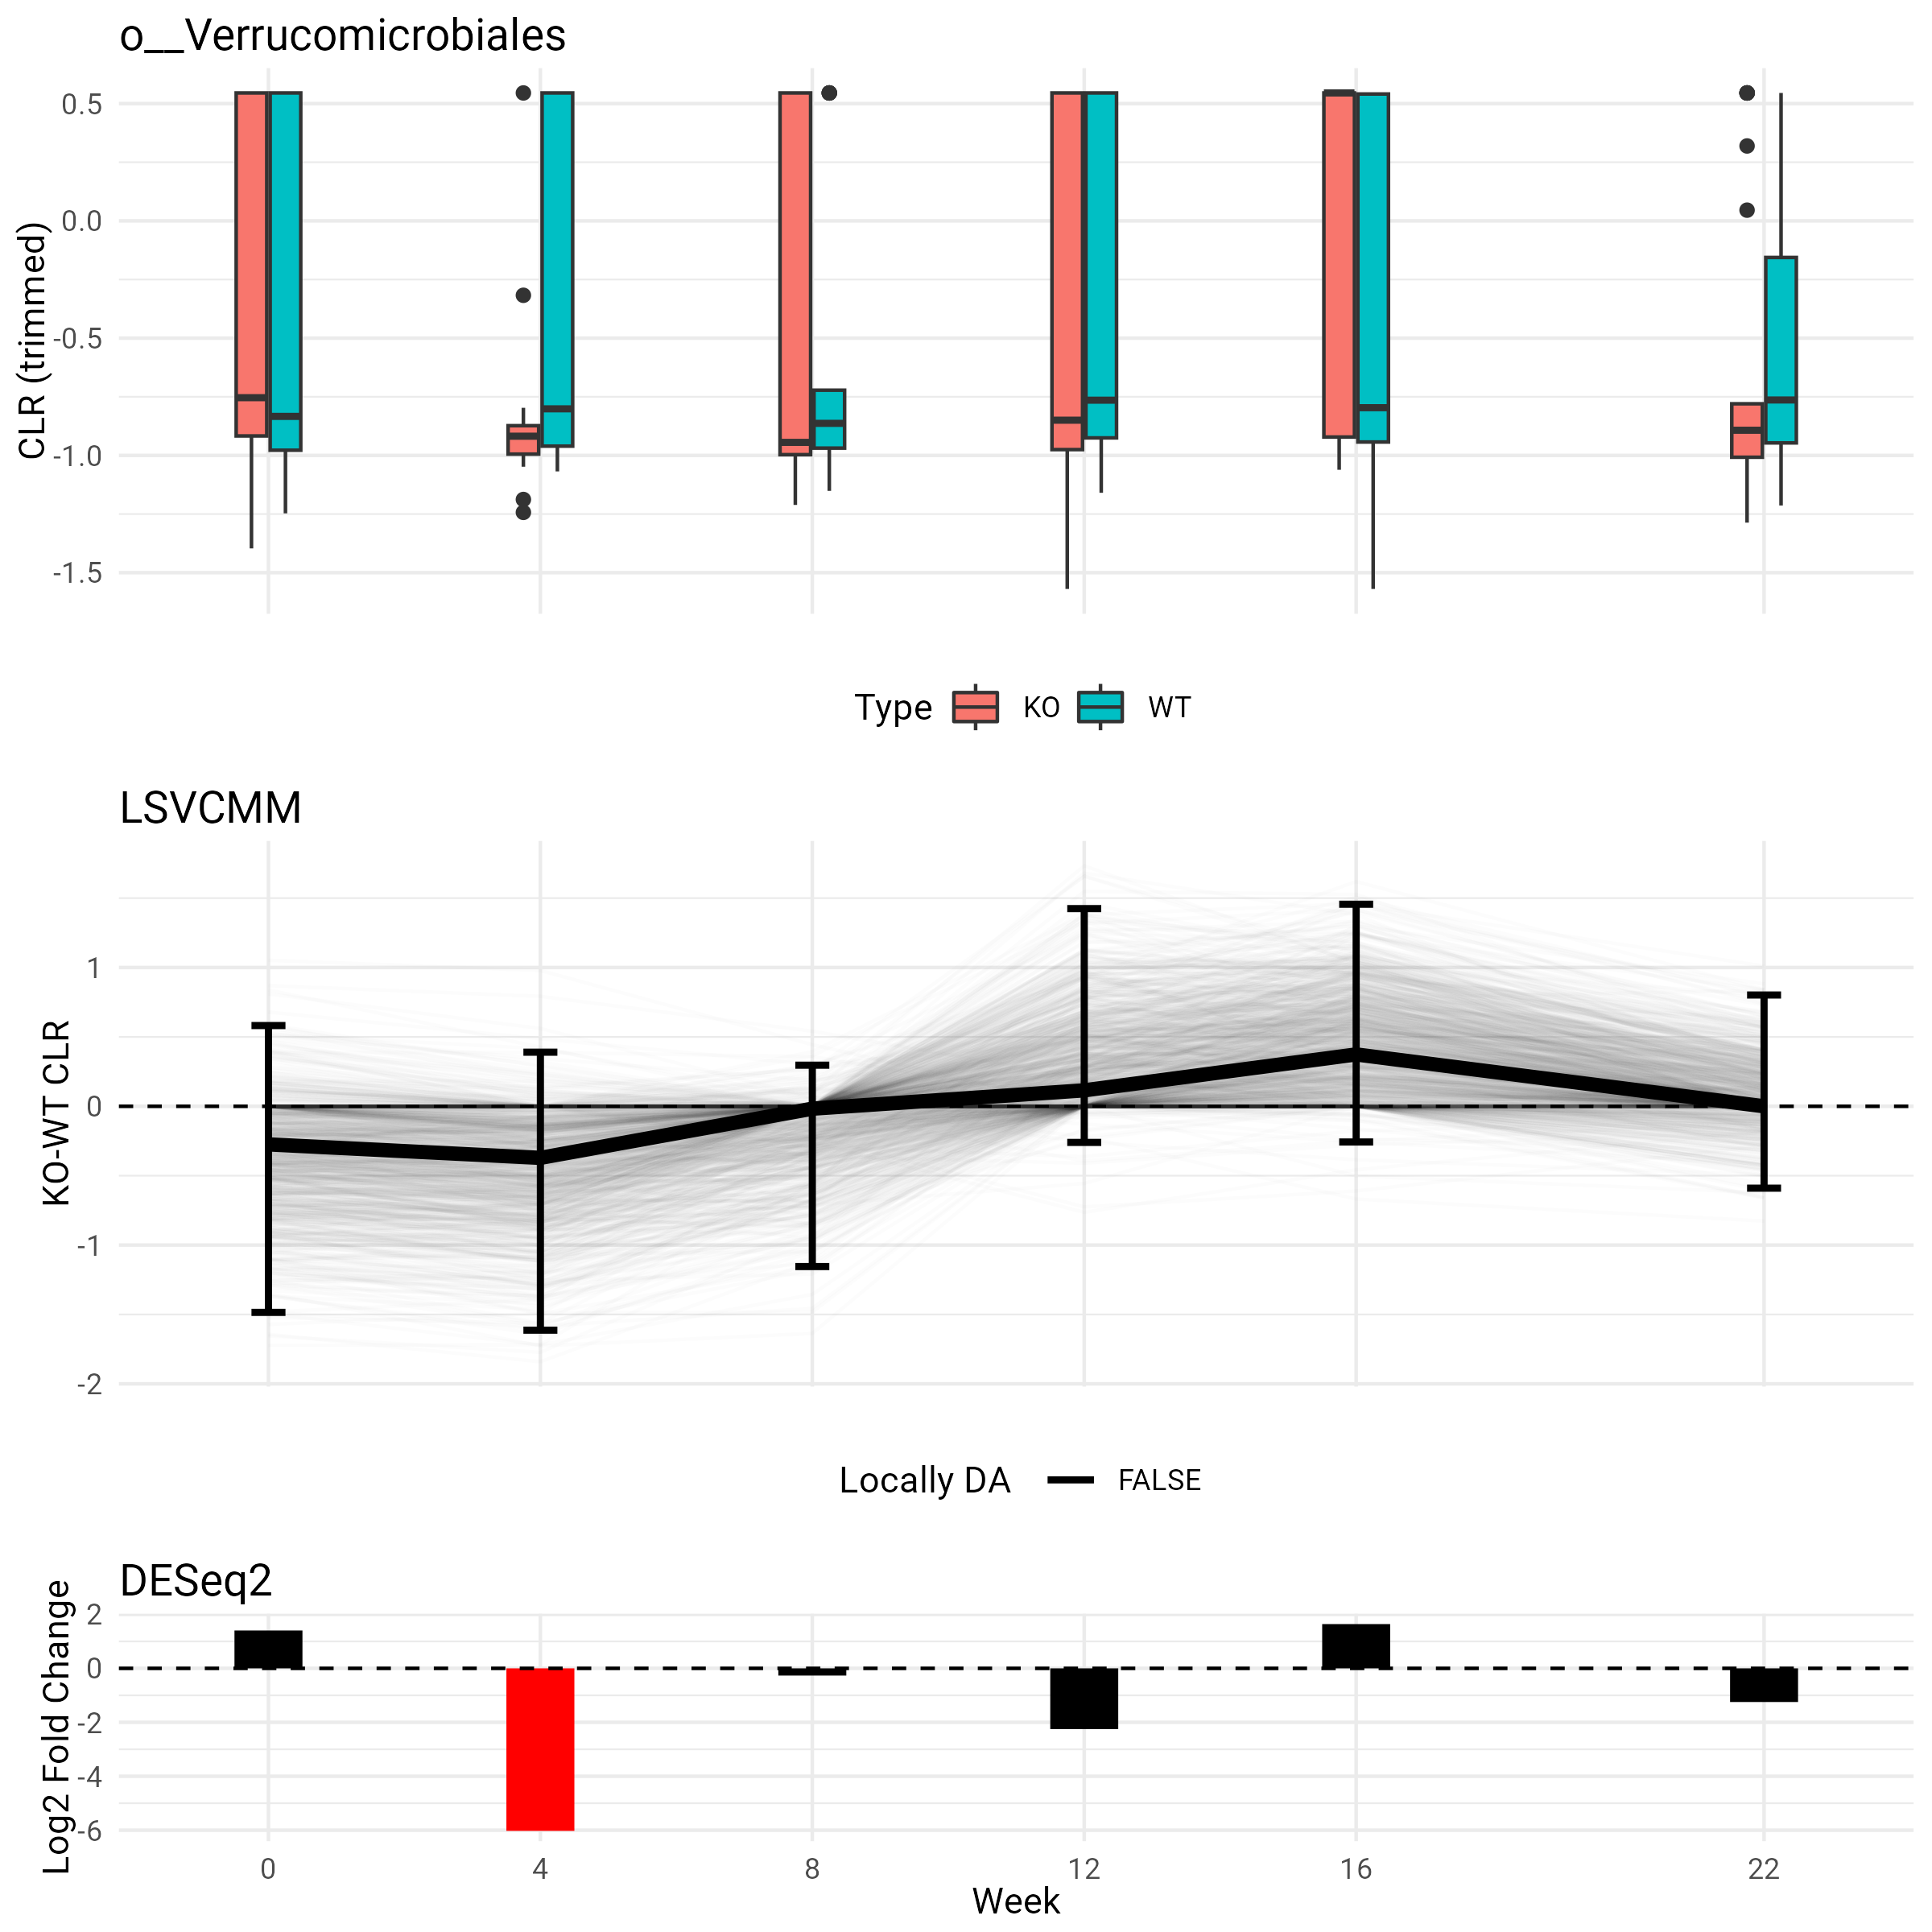 o__Verrucomicrobiales
CLR (trimmed)
0.5
0.0
-0.5
-1.0
-1.5
Type KO WT
LSVCMM
KO-WT CLR
1
0
-1
-2
Locally DA FALSE
DESeq2
Log2 Fold Change
2
0
-2
-4
-6
0 4 8 12 16 22
Week